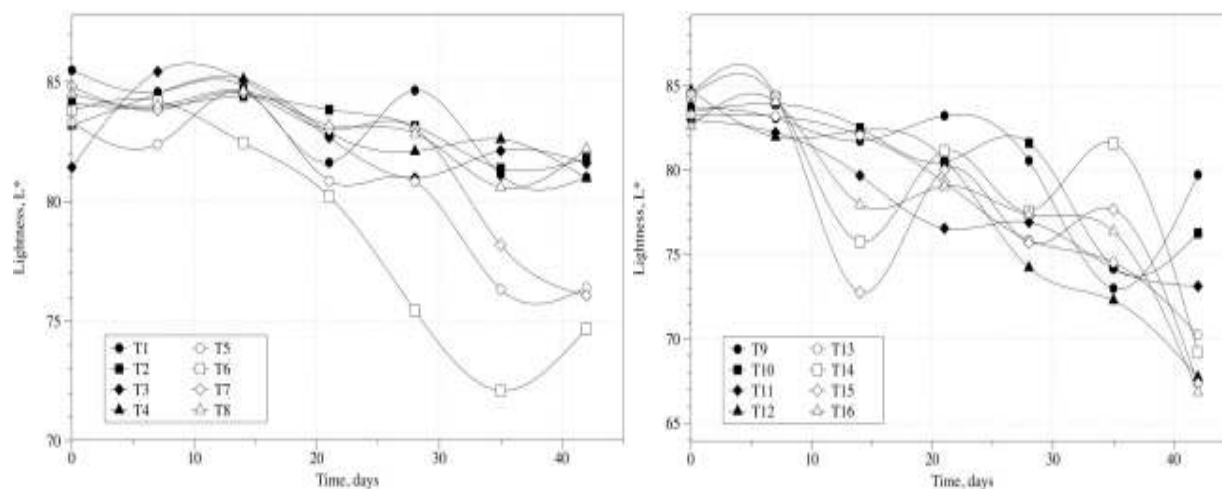 85
80
75
70
Lightness, L.*
0
10
20
30
40
Time, days
T1
T5
T2
T6
T3
T7
T4
T8
85
80
75
70
65
Lightness, L.*
0
10
20
30
40
Time, days
T9
T13
T10
T14
T11
T15
T12
T16